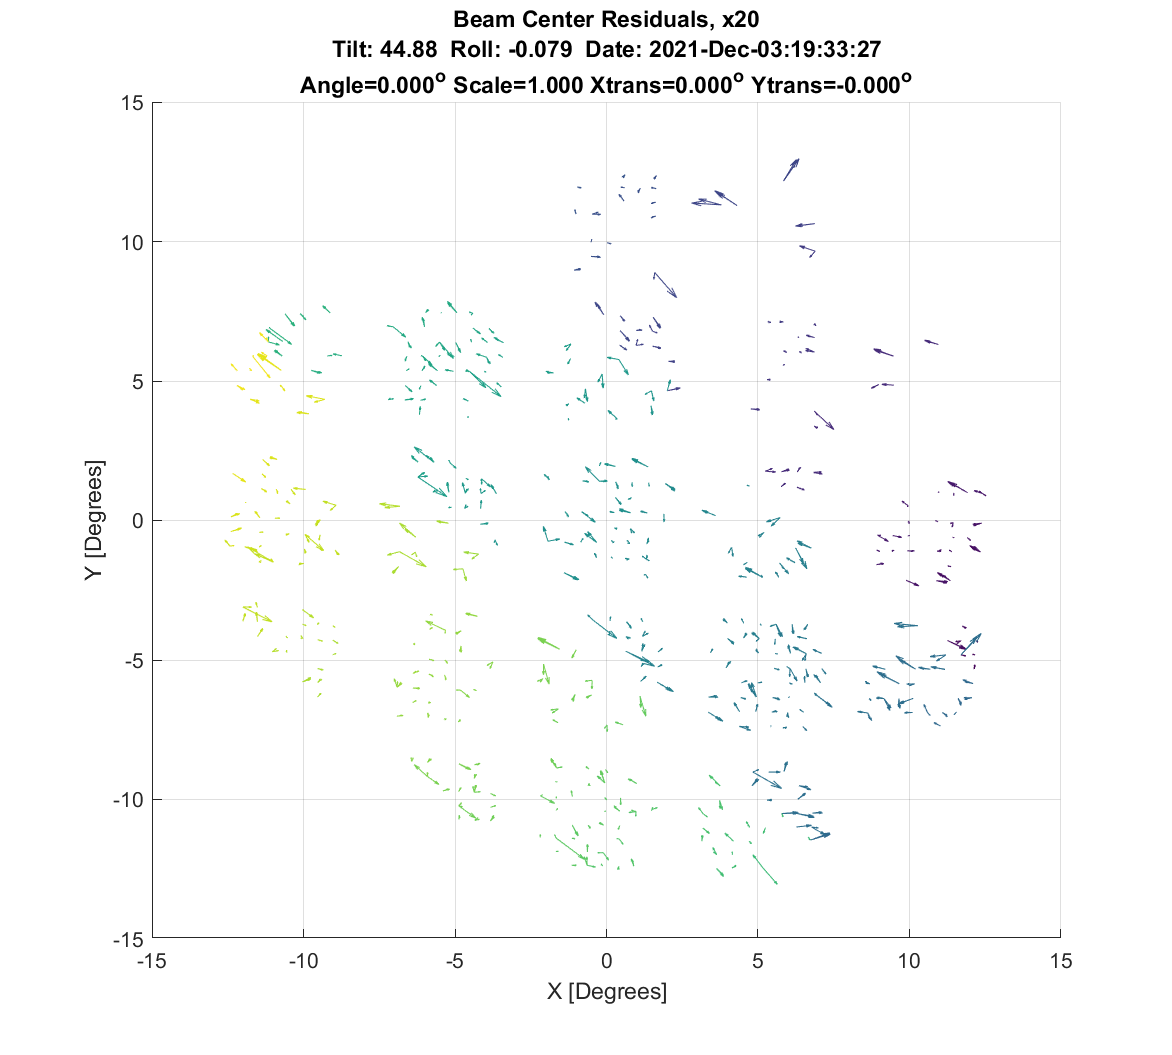 Beam Center Residuals, x20
Tilt: 44.88 Roll: -0.079 Date: 2021-Dec-03:19:33:27
Angle=0.000° Scale=1.000 Xtrans=0.000° Ytrans=-0.000°
15
10
5
0
-5
-10
-15
Y [Degrees]
-15 -10 -5 0 5 10 15
X [Degrees]